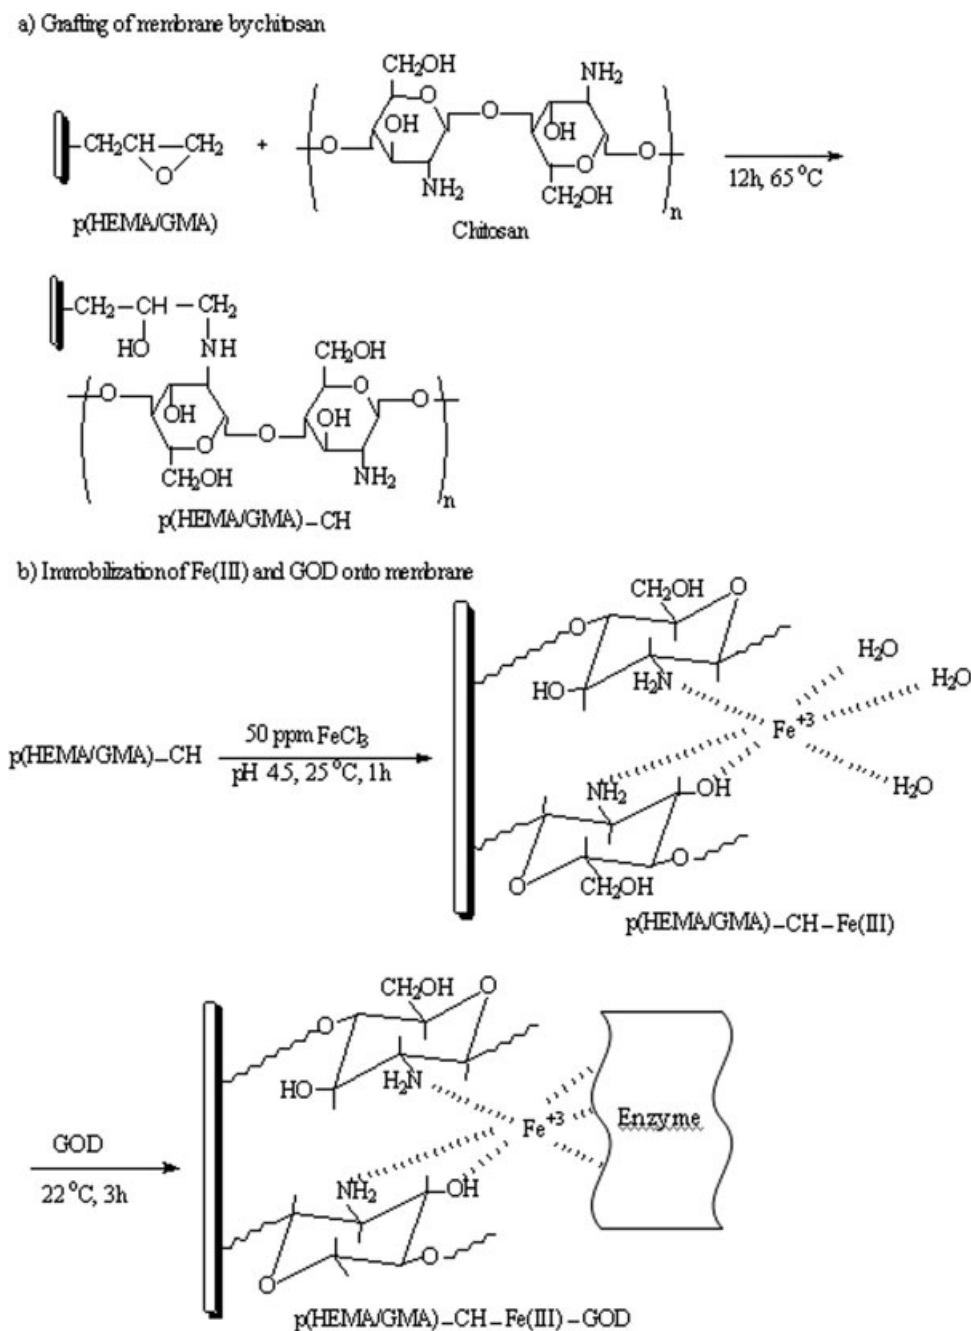 a) Grafting of membrane by chitosan
CH₂OH
NH₂
O
O
OH
OH
CH₂CH—CH₂
O
+
O
O
O
NH₂
CH₂OH
n
12h, 65 °C
p(HEMA/GMA)
Chitosan
CH₂—CH—CH₂
HO
NH
CH₂OH
O
O
O
OH
OH
O
O
CH₂OH
NH₂
n
p(HEMA/GMA)–CH
b) Immobilization of Fe(III) and GOD onto membrane
CH₂OH
O
O
H₂O
HO
H₂N
H₂O
Fe⁺³
50 ppm FeCl₃
p(HEMA/GMA)–CH
pH 4.5, 25 °C, 1h
NH₂
OH
H₂O
O
CH₂OH
O
p(HEMA/GMA)–CH–Fe(III)
CH₂OH
O
O
HO
H₂N
Fe⁺³
Enzyme
GOD
22 °C, 3h
NH₂
OH
O
O
p(HEMA/GMA)–CH–Fe(III)–GOD